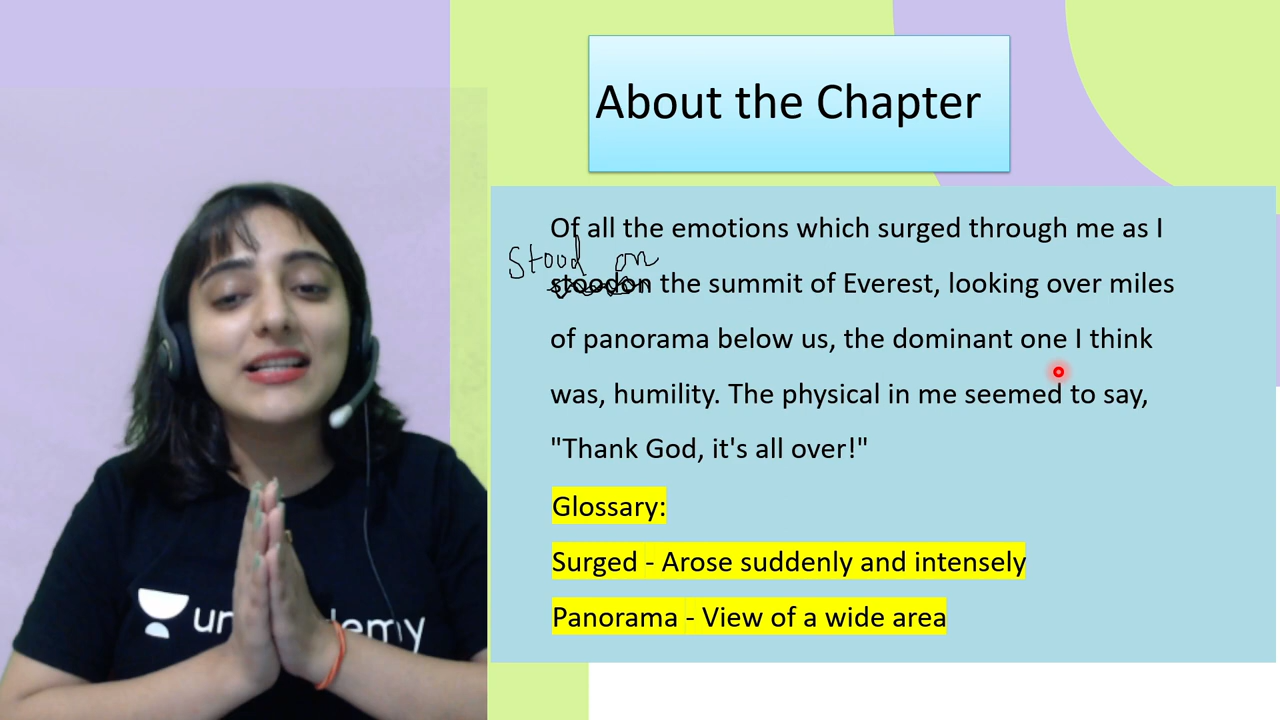 About the Chapter
Of all the emotions which surged through me as I
stood on
stoodon the summit of Everest, looking over miles
of panorama below us, the dominant one I think
was, humility. The physical in me seemed to say,
"Thank God, it's all over!"
Glossary:
Surged - Arose suddenly and intensely
Panorama - View of a wide area